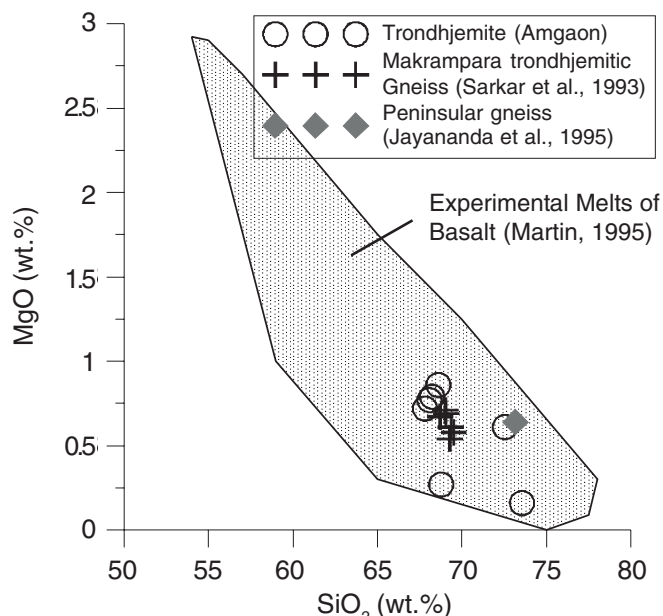 3
2.5
2
1.5
1
0.5
0
MgO (wt.%)
Trondhjemite (Amgaon)
Makrampara trondhjemitic
Gneiss (Sarkar et al., 1993)
Peninsular gneiss
(Jayananda et al., 1995)
Experimental Melts of
Basalt (Martin, 1995)
50 55 60 65 70 75 80
SiO₂ (wt.%)